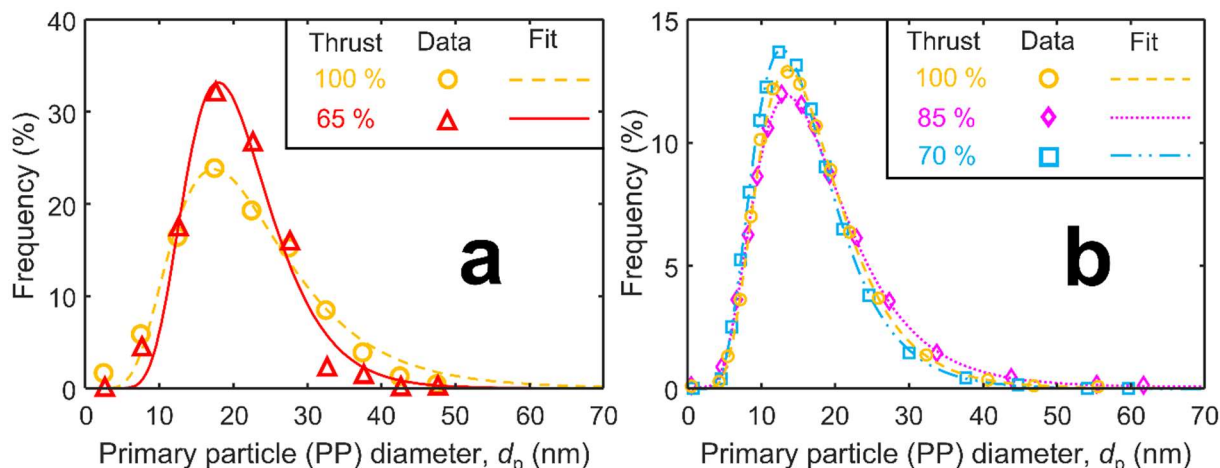 40
30
20
10
0
Frequency (%)
Thrust Data Fit
100 %
65 %
a
0 10 20 30 40 50 60 70
Primary particle (PP) diameter, dp (nm)
15
10
5
0
Frequency (%)
Thrust Data Fit
100 %
85 %
70 %
b
0 10 20 30 40 50 60 70
Primary particle (PP) diameter, dp (nm)